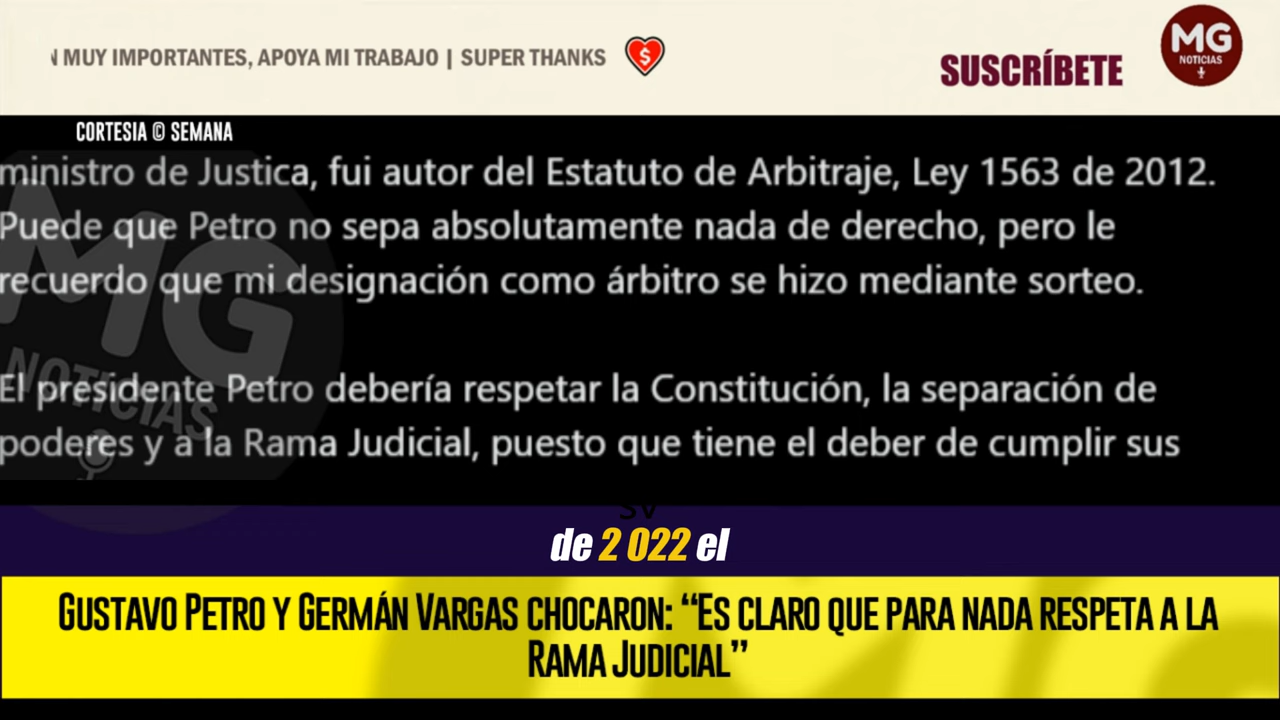 N MUY IMPORTANTES, APOYA MI TRABAJO | SUPER THANKS
$
SUSCRÍBETE
MG
NOTICIAS
CORTESIA © SEMANA
ministro de Justica, fui autor del Estatuto de Arbitraje, Ley 1563 de 2012.
Puede que Petro no sepa absolutamente nada de derecho, pero le
recuerdo que mi designación como árbitro se hizo mediante sorteo.
El presidente Petro debería respetar la Constitución, la separación de
poderes y a la Rama Judicial, puesto que tiene el deber de cumplir sus
MG
NOTICIAS
de 2 022 el
GUSTAVO PETRO Y GERMÁN VARGAS CHOCARON: “ES CLARO QUE PARA NADA RESPETA A LA
RAMA JUDICIAL”